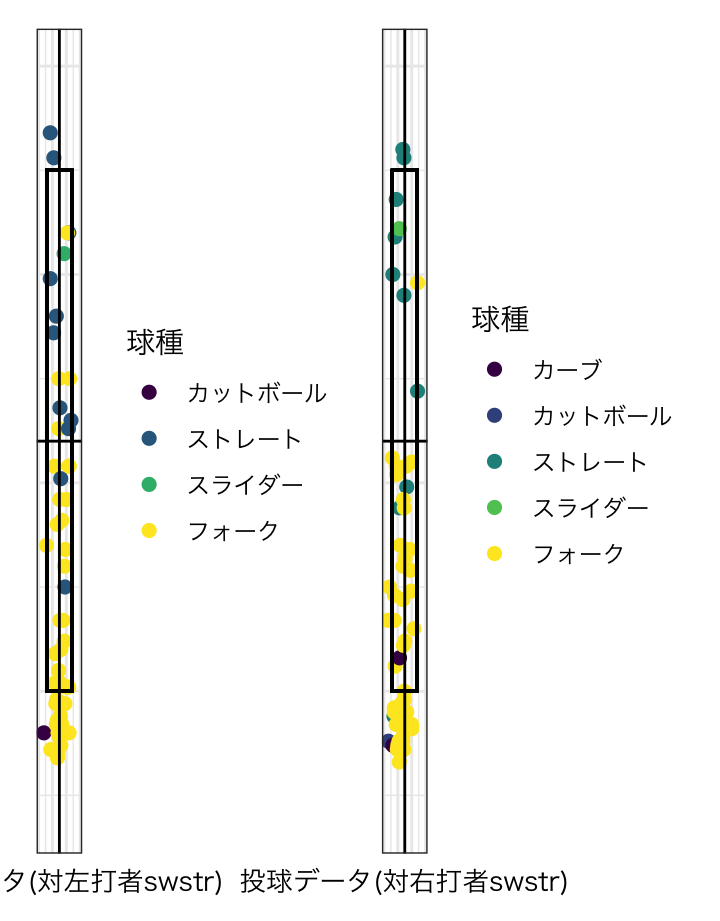 球種
カットボール
ストレート
スライダー
フォーク
球種
カーブ
カットボール
ストレート
スライダー
フォーク
タ(対左打者swstr)
投球データ(対右打者swstr)